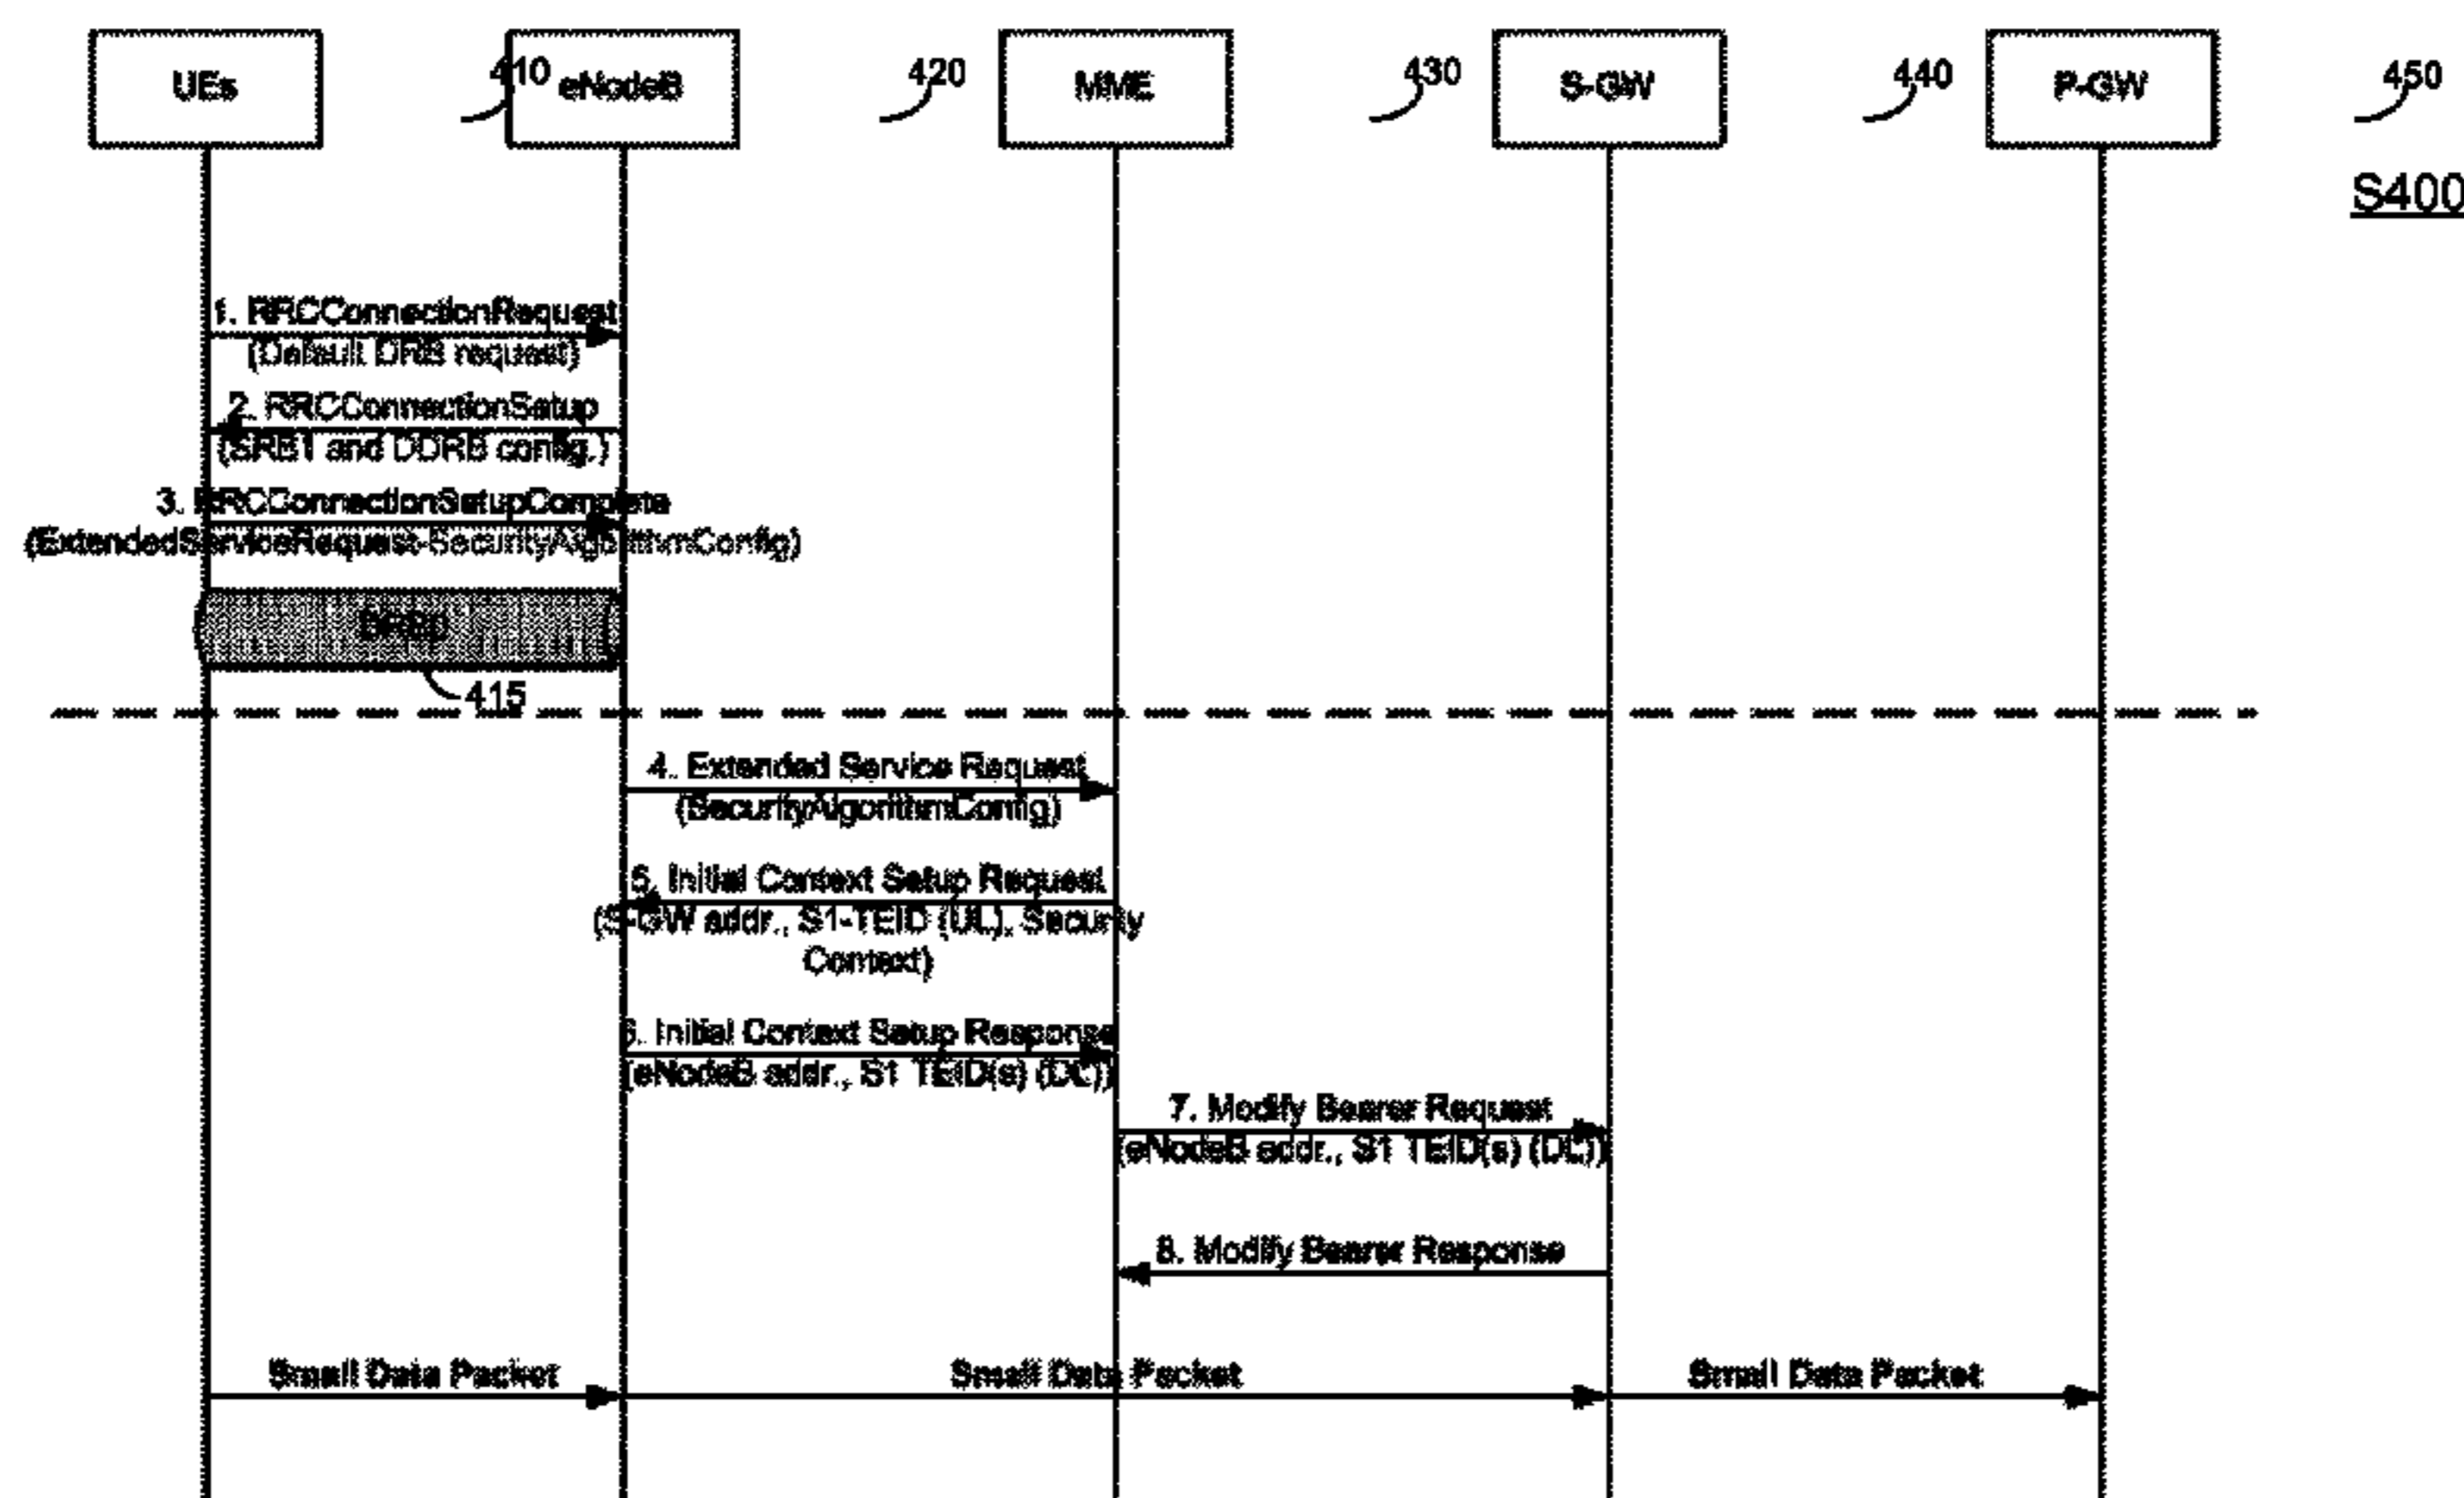 UEs
410
eNodeB
420
MME
430
S-GW
440
P-GW
450
S400
1. RRCConnectionRequest
(Default DRB request)
2. RRCConnectionSetup
(SRB1 and DDRB config.)
3. RRCConnectionSetupComplete
(ExtendedServiceRequest-SecurityAlgorithmConfig)
415
4. Extended Service Request
(SecurityAlgorithmConfig)
5. Initial Context Setup Request
(S-GW addr., S1-TEID (UL), Security
Context)
6. Initial Context Setup Response
(eNodeB addr., S1 TEID(s) (DL))
7. Modify Bearer Request
(eNodeB addr., S1 TEID(s) (DL))
8. Modify Bearer Response
Small Data Packet
Small Data Packet
Small Data Packet